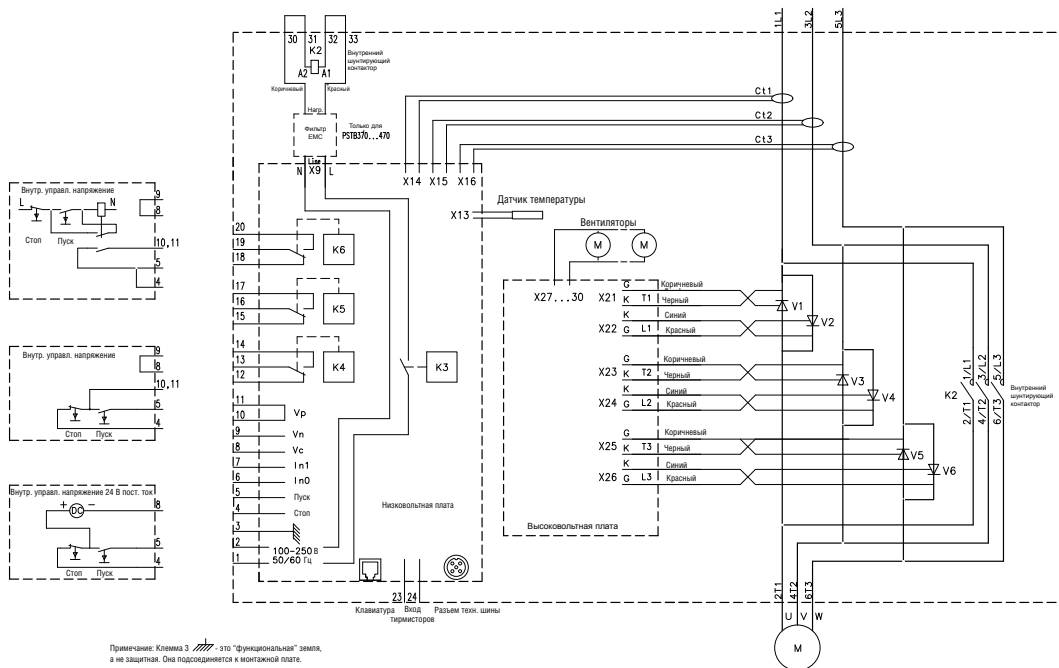 1L1 3L2 5L3
30 31 32 33
K2
A2 A1
Внутренний
шунтирующий
контактор
Коричневый Красный
Нагр.
Фильтр
EMC
Только для
PSTB370...470
Line
N X9 L
Ct1
Ct2
Ct3
X14 X15 X16
X13
Датчик температуры
Вентиляторы
M M
Внутр. управл. напряжение
L N
Стоп Пуск
9
8
10,11
5
4
Внутр. управл. напряжение
9
8
10,11
5
4
Стоп Пуск
Внутр. управл. напряжение 24 В пост. ток
+ DC -
8
5
4
Стоп Пуск
20
19
18
K6
17
16
15
K5
14
13
12
K4
K3
11
10
Vp
9 Vn
8 Vc
7 In1
6 In0
5 Пуск
4 Стоп
3
2
1
100-250 В
50/60 Гц
Низковольтная плата
23 24
Клавиатура
Вход
тирмисторов
Разъем техн. шины
X27...30
X21
G Коричневый
K T1 Черный
X22
K Синий
G L1 Красный
V1
V2
X23
G Коричневый
K T2 Черный
X24
K Синий
G L2 Красный
V3
V4
X25
G Коричневый
K T3 Черный
X26
K Синий
G L3 Красный
V5
V6
Высоковольтная плата
K2
1/L1 3/L2 5/L3
2/T1 4/T2 6/T3
Внутренний
шунтирующий
контактор
2T1 4T2 6T3
U V W
M
Примечание: Клемма 3 - это "функциональная" земля,
а не защитная. Она подсоединяется к монтажной плате.